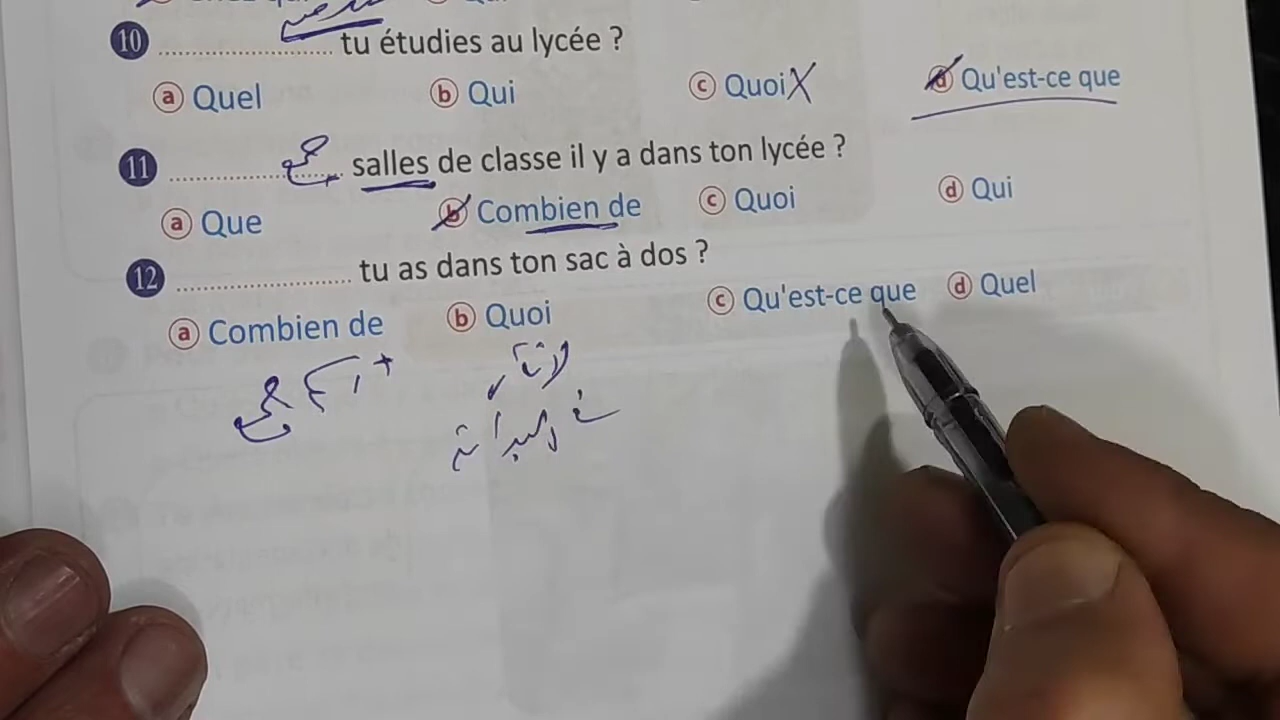 10 .......................... tu étudies au lycée ?
a Quel b Qui c Quoi X d Qu'est-ce que
11 .......................... salles de classe il y a dans ton lycée ?
a Que b Combien de c Quoi d Qui
12 .......................... tu as dans ton sac à dos ?
a Combien de b Quoi c Qu'est-ce que d Quel